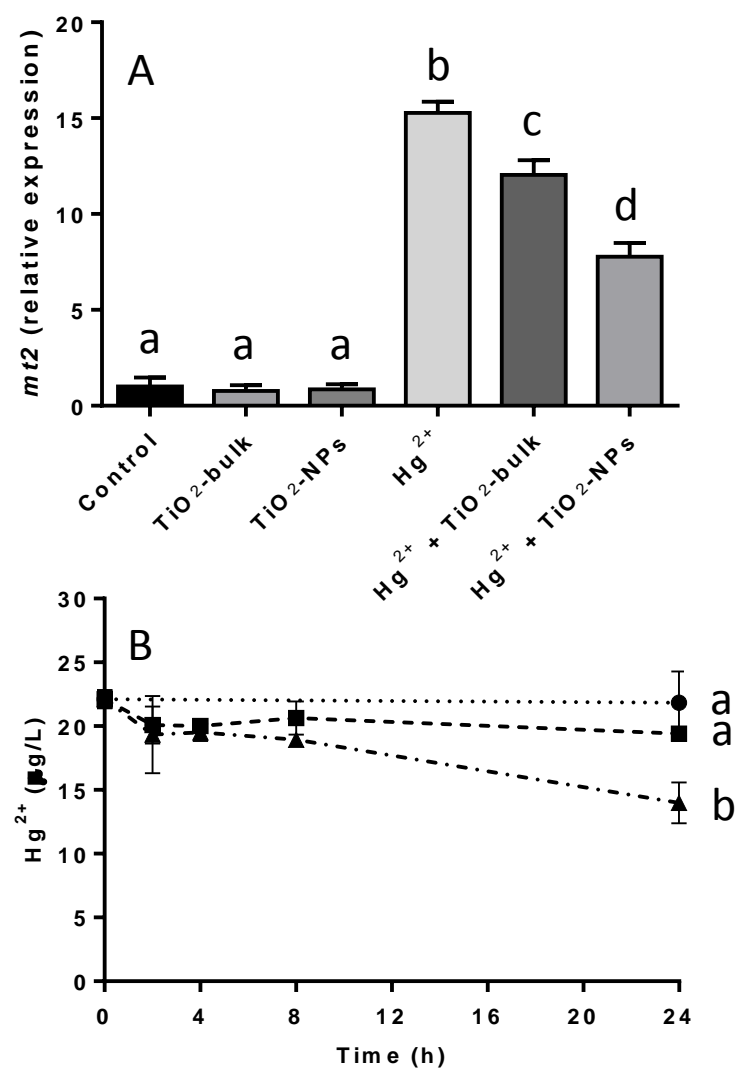 20
A
b
15
c
d
10
5
a
a
a
0
mt2 (relative expression)
Control
TiO2-bulk
TiO2-NPs
Hg2+
Hg2+ + TiO2-bulk
Hg2+ + TiO2-NPs
30
B
25
a
20
a
15
b
10
5
0
Hg2+ (g/L)
0 4 8 12 16 20 24
Time (h)